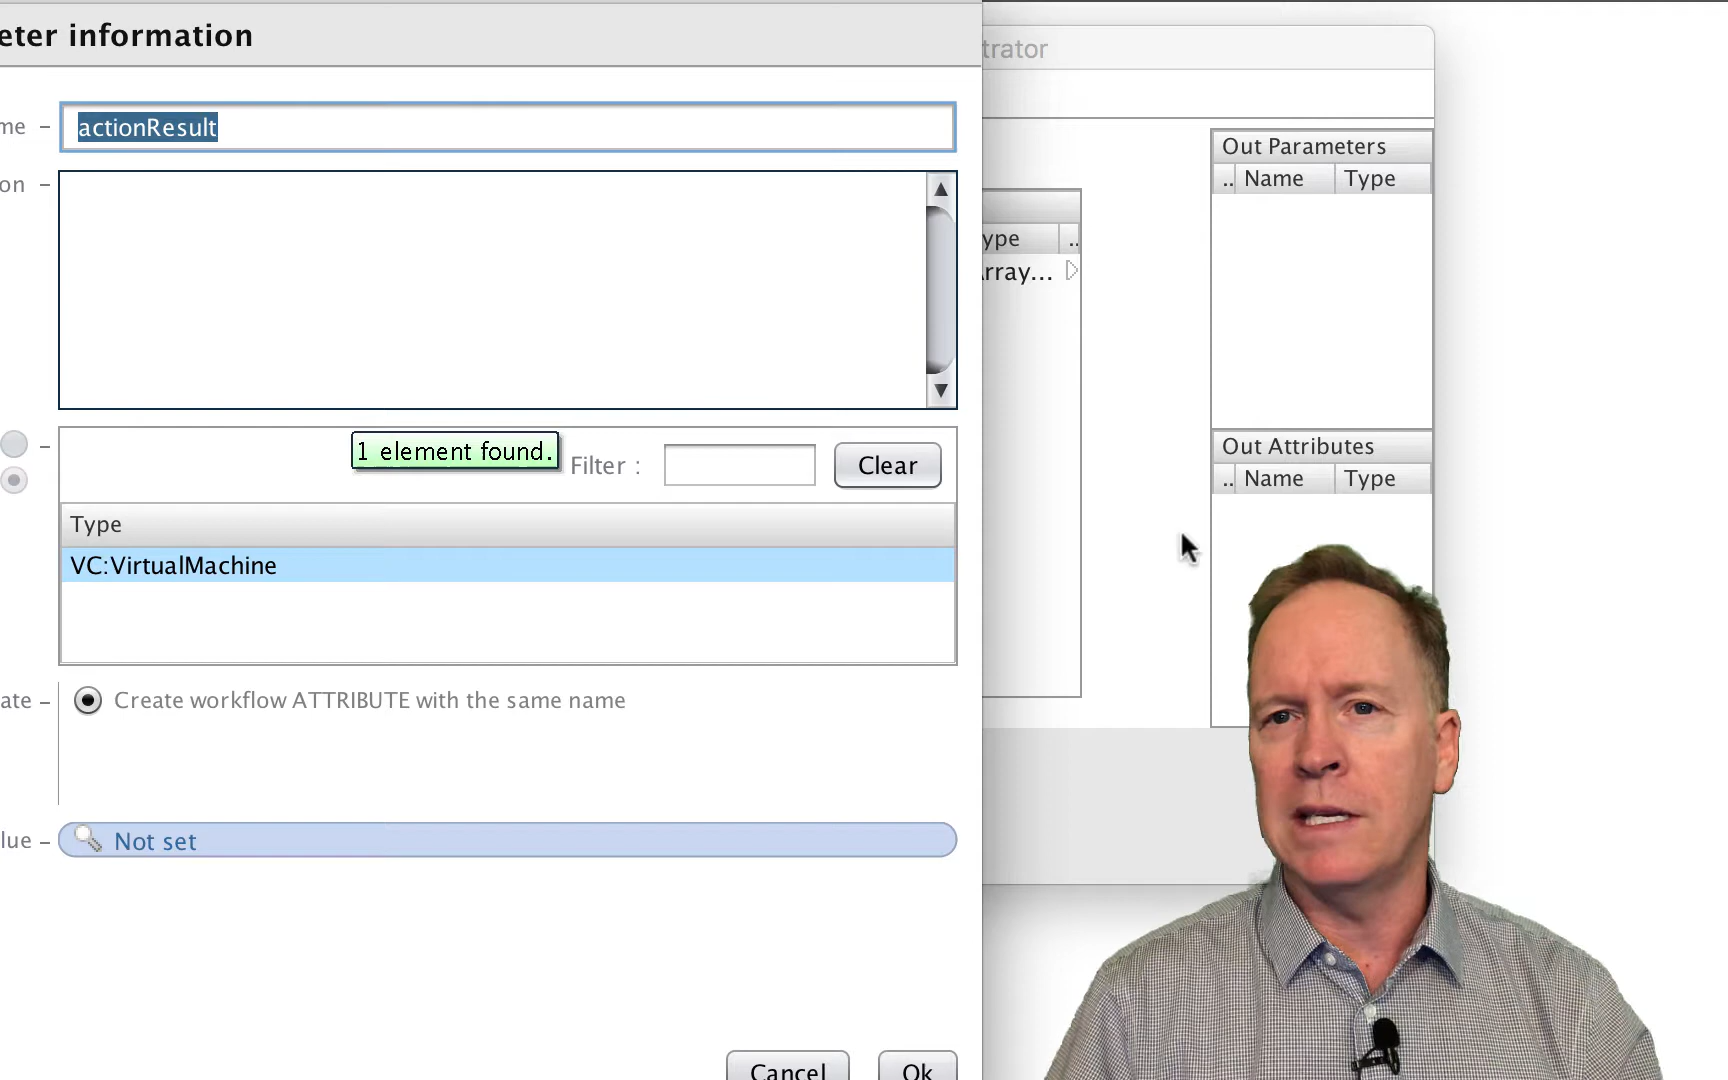 eter information
trator
me
actionResult
on
Out Parameters
.. Name Type
ype ..
rray...
1 element found.
Filter :
Clear
Out Attributes
.. Name Type
Type
VC:VirtualMachine
ate
Create workflow ATTRIBUTE with the same name
lue
Not set
Cancel
Ok